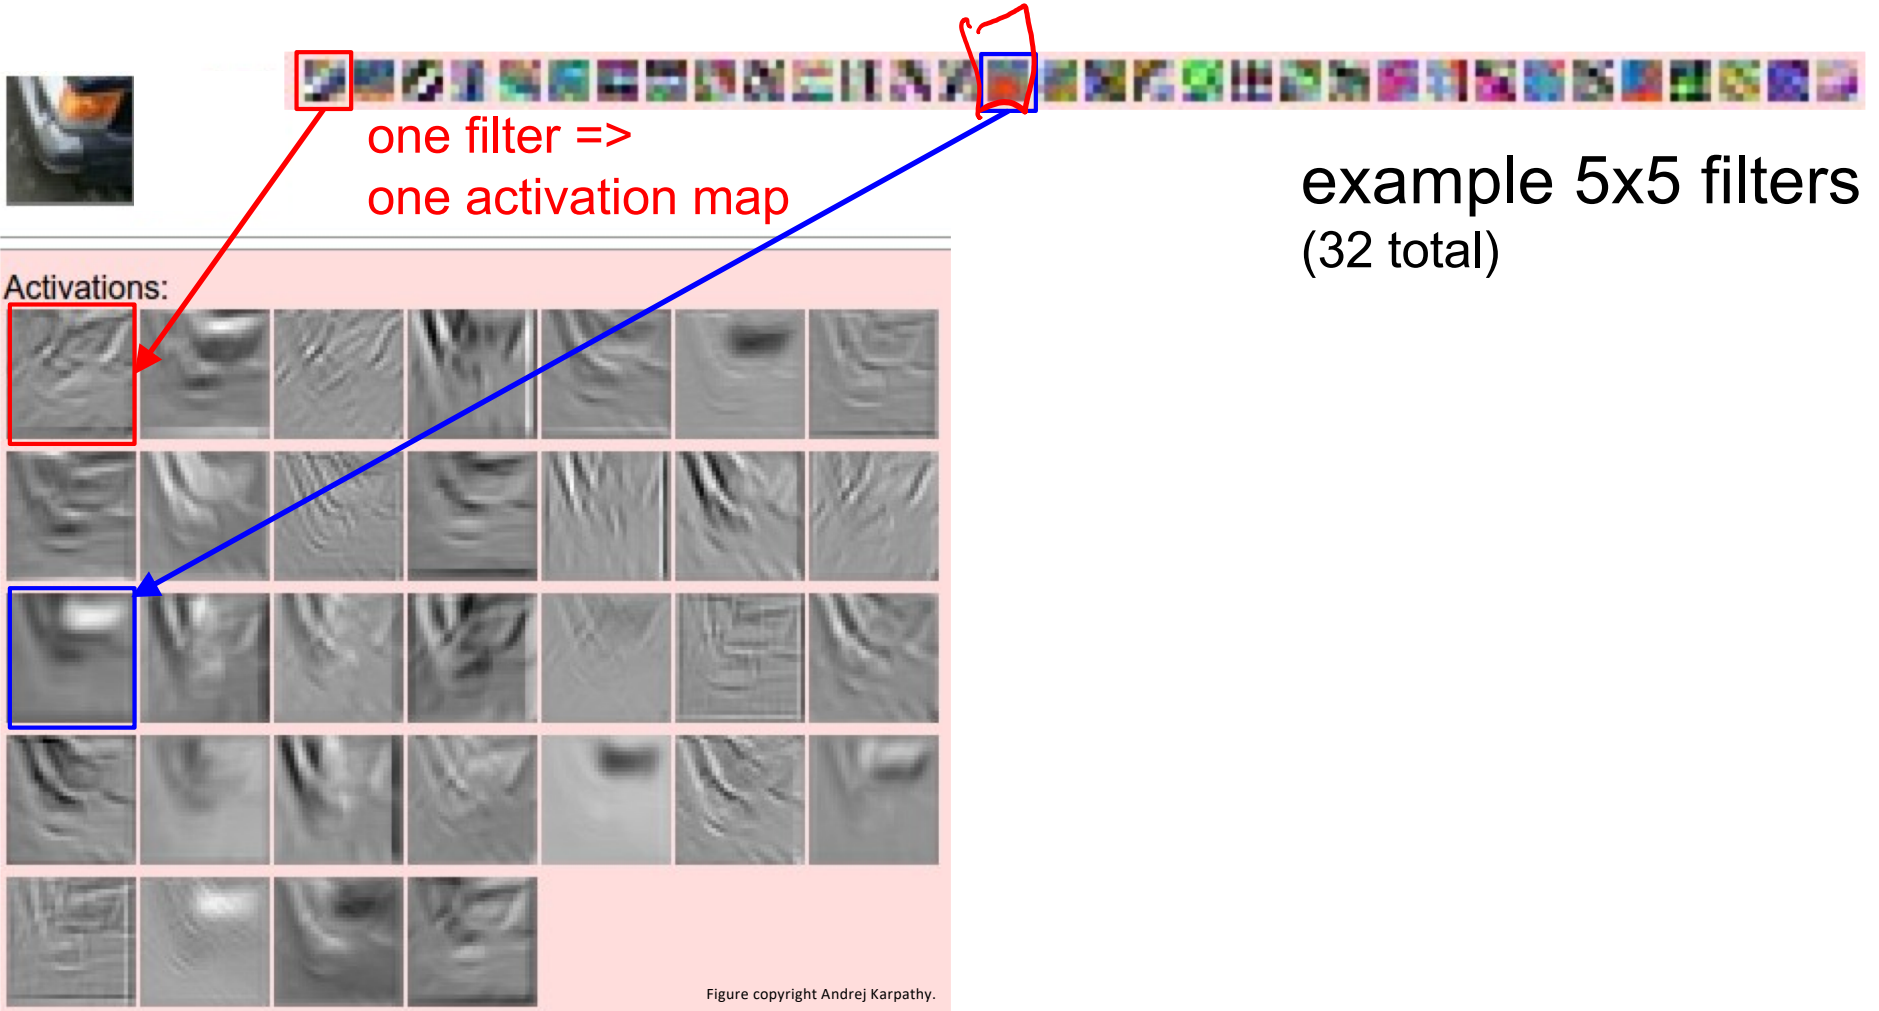 one filter =>
one activation map
example 5x5 filters
(32 total)
Activations:
Figure copyright Andrej Karpathy.